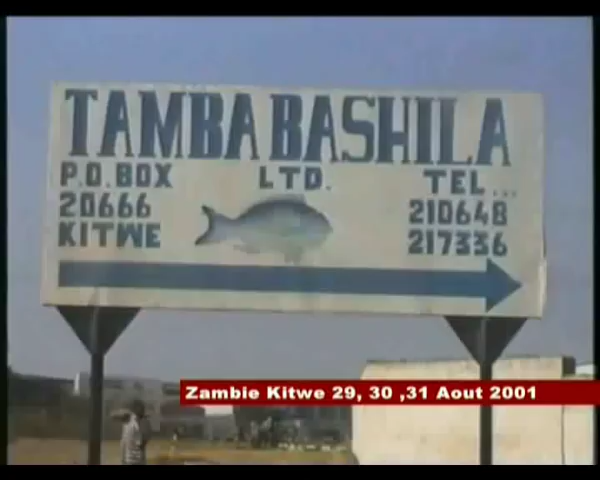 TAMBA BASHILA
P.O. BOX LTD. TEL...
20666 210648
KITWE 217336
Zambie Kitwe 29, 30 ,31 Aout 2001